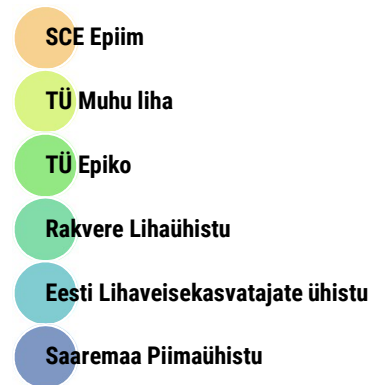 SCE Epiim
TÜ Muhu liha
TÜ Epiko
Rakvere Lihaühistu
Eesti Lihaveisekasvatajate ühistu
Saaremaa Piimaühistu